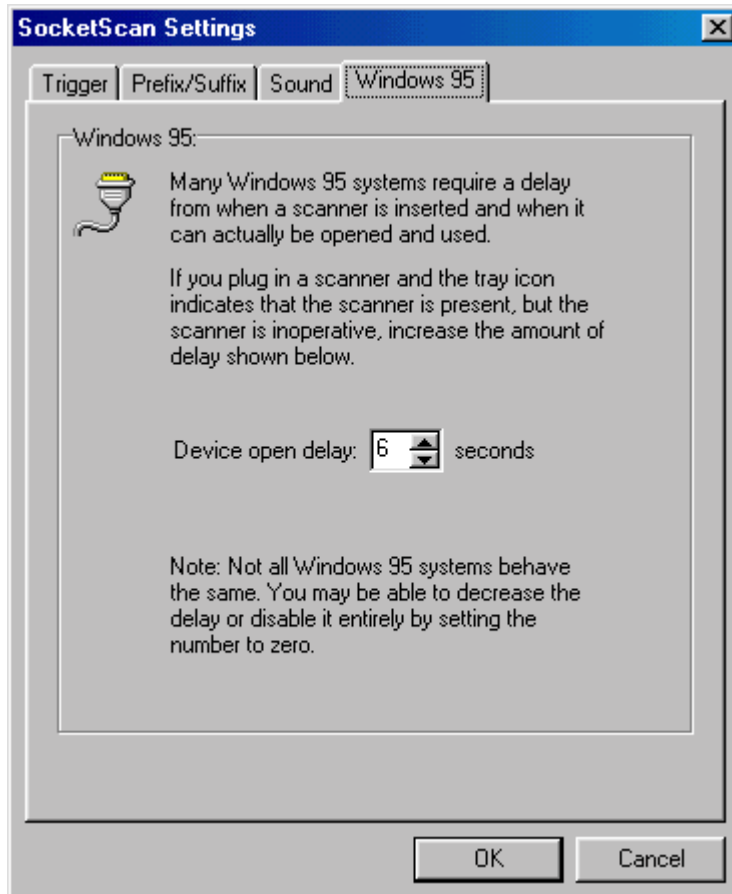 SocketScan Settings
Trigger
Prefix/Suffix
Sound
Windows 95
Windows 95:
Many Windows 95 systems require a delay
from when a scanner is inserted and when it
can actually be opened and used.
If you plug in a scanner and the tray icon
indicates that the scanner is present, but the
scanner is inoperative, increase the amount of
delay shown below.
Device open delay: 6 seconds
Note: Not all Windows 95 systems behave
the same. You may be able to decrease the
delay or disable it entirely by setting the
number to zero.
OK
Cancel